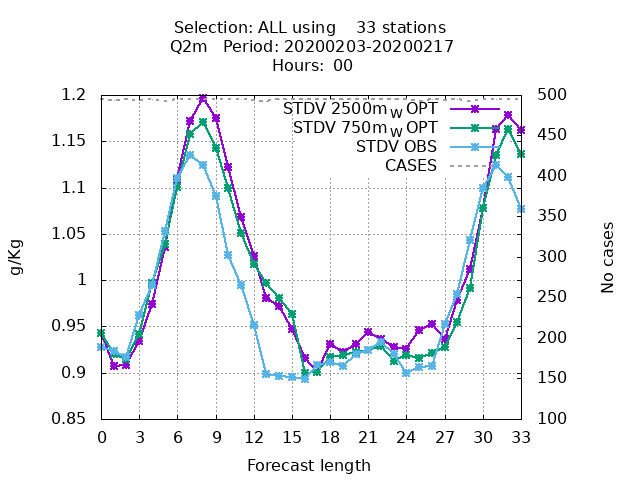 Selection: ALL using    33 stations
Q2m   Period: 20200203-20200217
Hours:  00
STDV 2500m_W OPT
STDV 750m_W OPT
STDV OBS
CASES
g/Kg
No cases
1.2
1.15
1.1
1.05
1
0.95
0.9
0.85
500
450
400
350
300
250
200
150
100
0 3 6 9 12 15 18 21 24 27 30 33
Forecast length